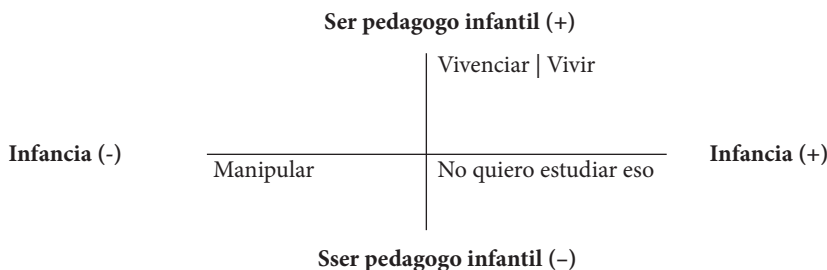 Ser pedagogo infantil (+)
Vivenciar | Vivir
Infancia (-)
Infancia (+)
Manipular
No quiero estudiar eso
Sser pedagogo infantil (–)